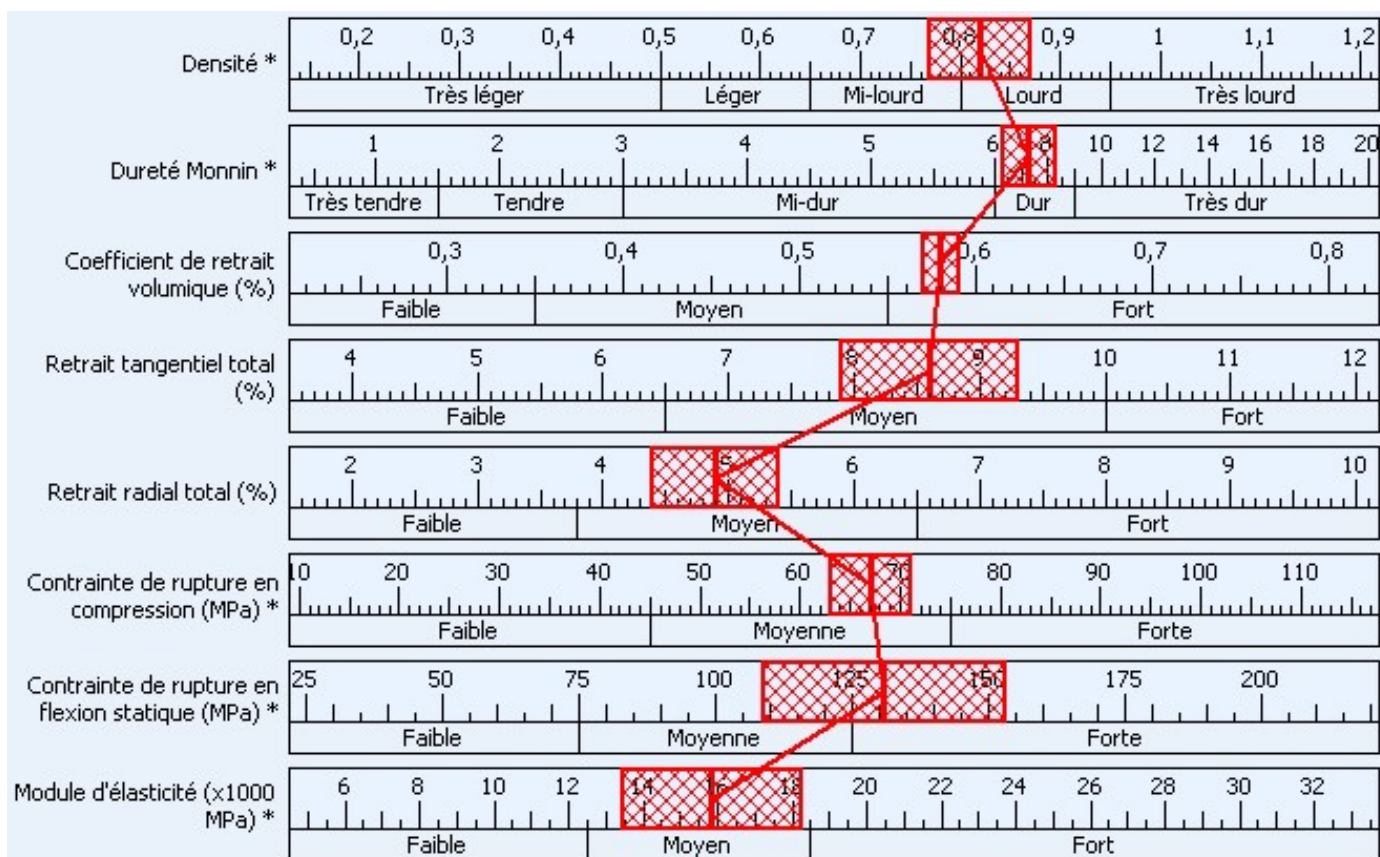 0,2 0,3 0,4 0,5 0,6 0,7 0,8 0,9 1 1,1 1,2
Densité *
Très léger Léger Mi-lourd Lourd Très lourd
1 2 3 4 5 6 8 10 12 14 16 18 20
Dureté Monnin *
Très tendre Tendre Mi-dur Dur Très dur
0,3 0,4 0,5 0,6 0,7 0,8
Coefficient de retrait
volumique (%)
Faible Moyen Fort
4 5 6 7 8 9 10 11 12
Retrait tangentiel total
(%)
Faible Moyen Fort
2 3 4 5 6 7 8 9 10
Retrait radial total (%)
Faible Moyen Fort
10 20 30 40 50 60 70 80 90 100 110
Contrainte de rupture en
compression (MPa) *
Faible Moyenne Forte
25 50 75 100 125 150 175 200
Contrainte de rupture en
flexion statique (MPa) *
Faible Moyenne Forte
6 8 10 12 14 16 18 20 22 24 26 28 30 32
Module d'élasticité (x1000
MPa) *
Faible Moyen Fort